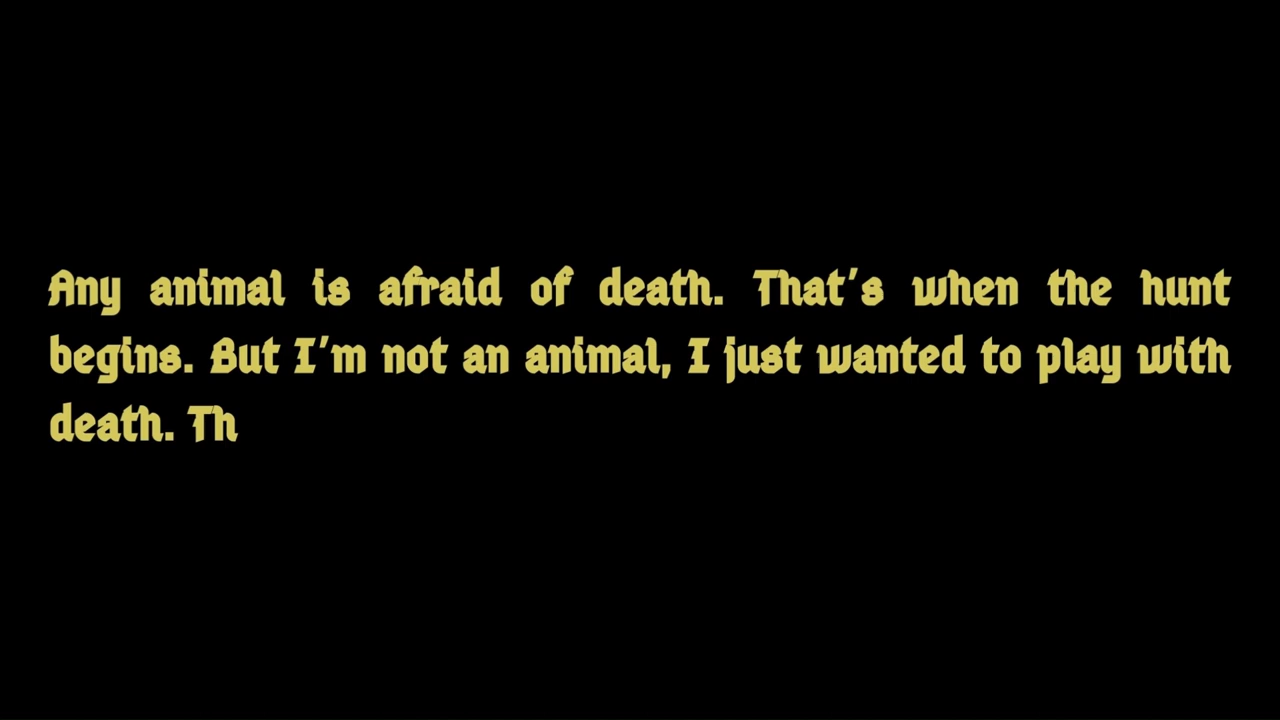 Any animal is afraid of death. That's when the hunt
begins. But I'm not an animal, I just wanted to play with
death. Th